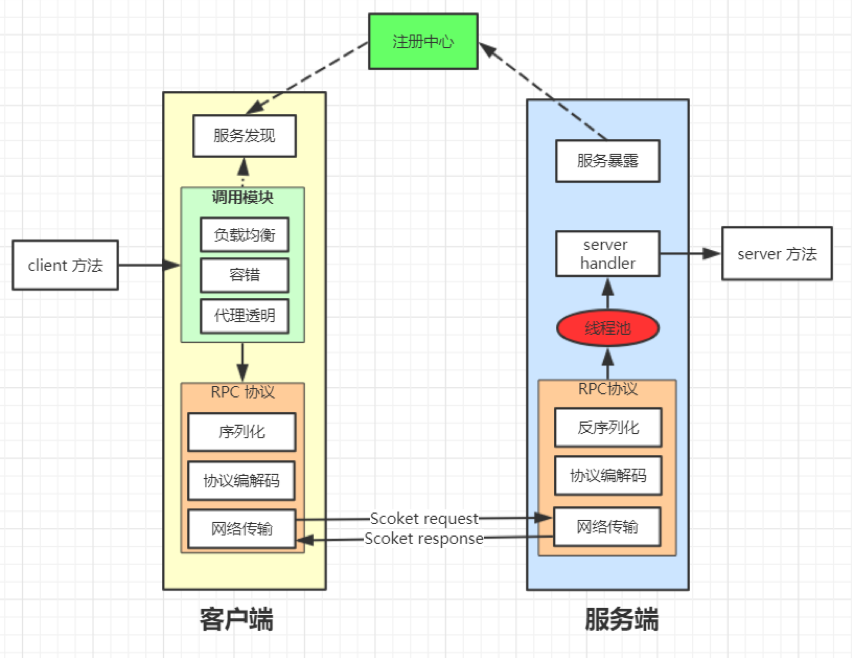 注册中心
服务发现
调用模块
负载均衡
容错
代理透明
client 方法
RPC 协议
序列化
协议编解码
网络传输
Scoket request
Scoket response
服务暴露
server
handler
server 方法
线程池
RPC协议
反序列化
协议编解码
网络传输
客户端
服务端